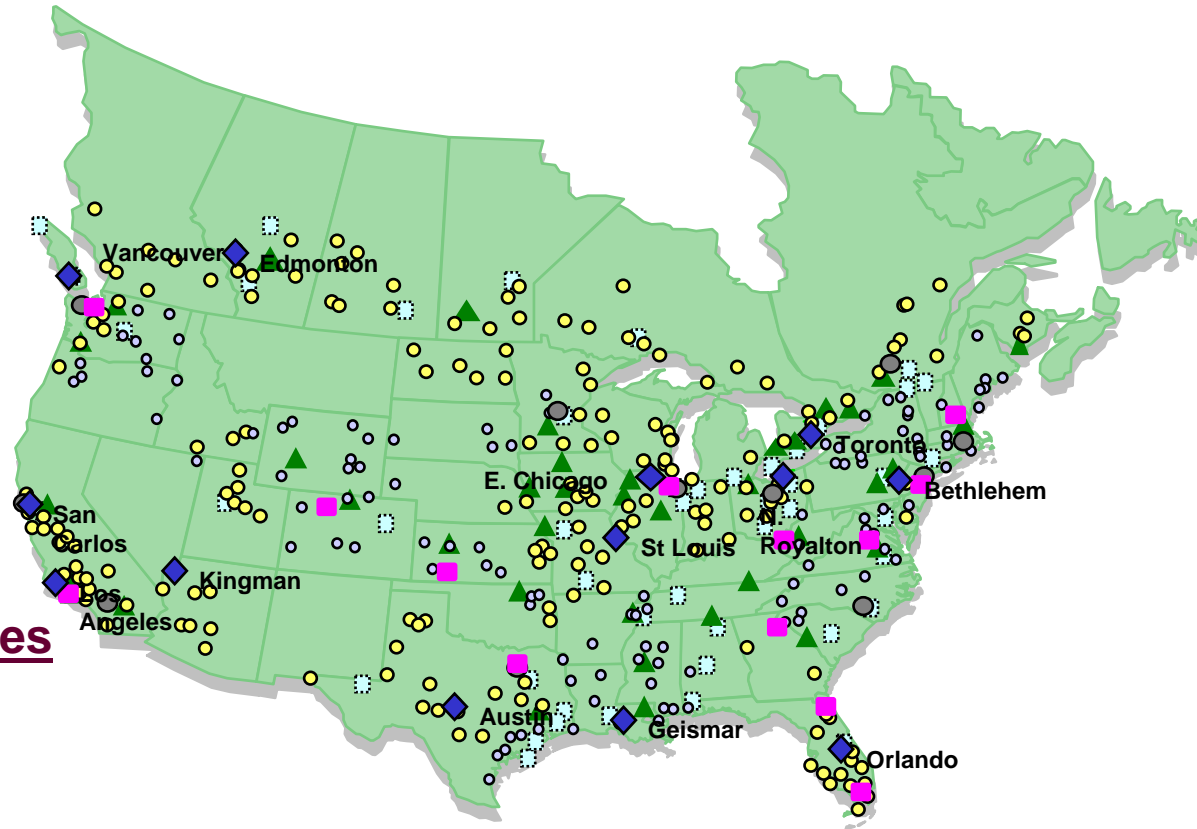 Vancouver
Edmonton
Toronto
E. Chicago
Bethlehem
San
Carlos
N.
Royalton
St Louis
Kingman
Los
Angeles
es
Austin
Geismar
Orlando